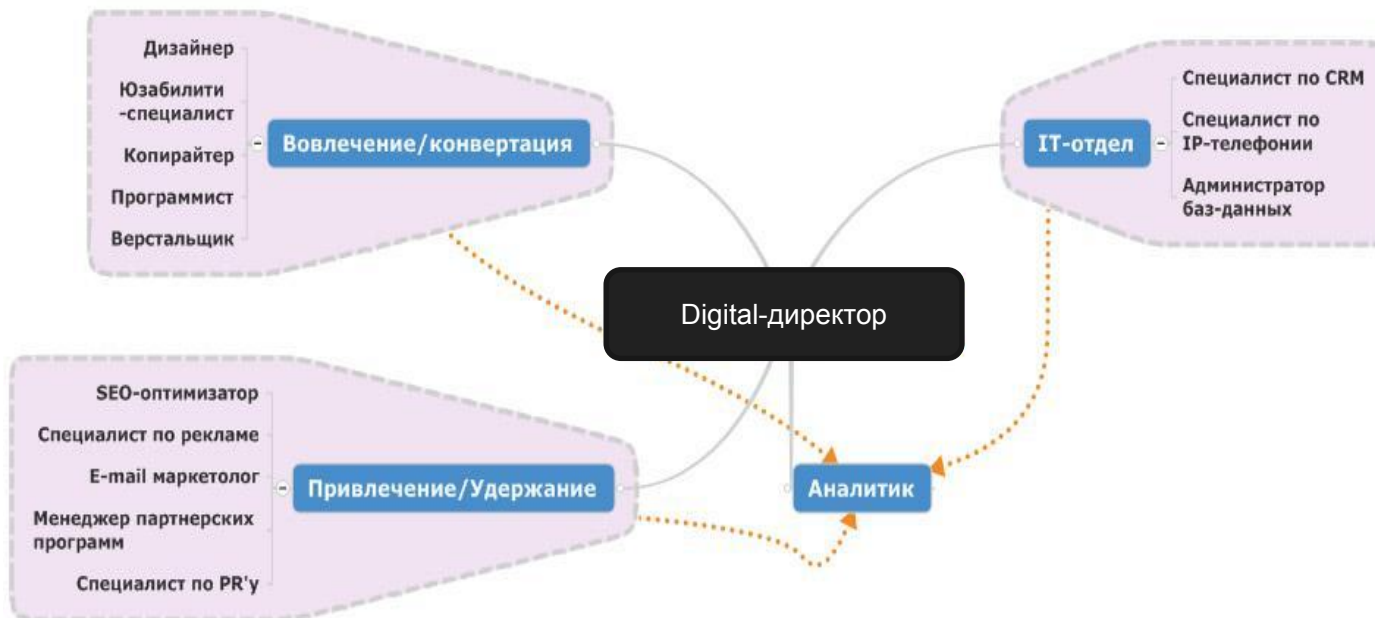 Дизайнер
Юзабилити
-специалист
Копирайтер
Программист
Верстальщик
Вовлечение/конвертация
IT-отдел
Специалист по CRM
Специалист по
IP-телефонии
Администратор
баз-данных
Digital-директор
SEO-оптимизатор
Специалист по рекламе
E-mail маркетолог
Менеджер партнерских
программ
Специалист по PR'у
Привлечение/Удержание
Аналитик